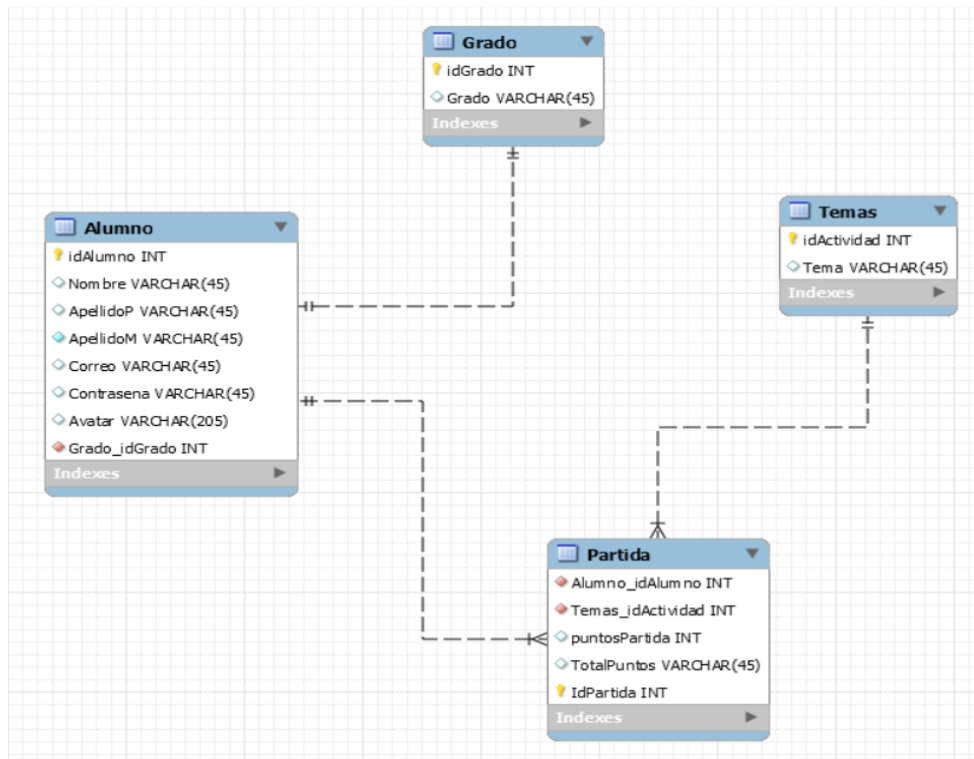 Grado
idGrado INT
Grado VARCHAR(45)
Indexes
Alumno
idAlumno INT
Nombre VARCHAR(45)
ApellidoP VARCHAR(45)
ApellidoM VARCHAR(45)
Correo VARCHAR(45)
Contrasena VARCHAR(45)
Avatar VARCHAR(205)
Grado_idGrado INT
Indexes
Temas
idActividad INT
Tema VARCHAR(45)
Indexes
Partida
Alumno_idAlumno INT
Temas_idActividad INT
puntosPartida INT
TotalPuntos VARCHAR(45)
IdPartida INT
Indexes